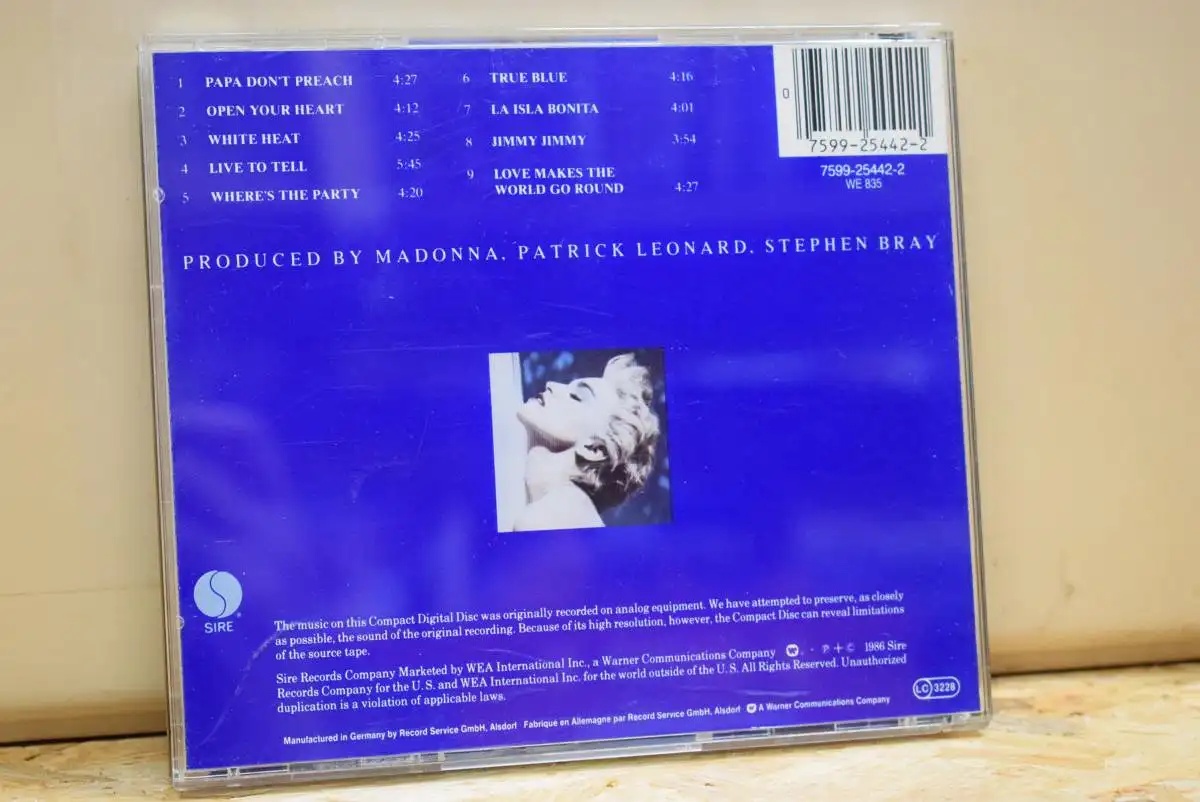 1 PAPA DON'T PREACH 4:27
2 OPEN YOUR HEART 4:12
3 WHITE HEAT 4:25
4 LIVE TO TELL 5:45
5 WHERE'S THE PARTY 4:20
6 TRUE BLUE 4:16
7 LA ISLA BONITA 4:01
8 JIMMY JIMMY 3:54
9 LOVE MAKES THE
WORLD GO ROUND 4:27
0
7599-25442-2
7599-25442-2
WE 835
PRODUCED BY MADONNA, PATRICK LEONARD, STEPHEN BRAY
SIRE
The music on this Compact Digital Disc was originally recorded on analog equipment. We have attempted to preserve, as closely
as possible, the sound of the original recording. Because of its high resolution, however, the Compact Disc can reveal limitations
of the source tape.
Sire Records Company Marketed by WEA International Inc., a Warner Communications Company . ℗ + © 1986 Sire
Records Company for the U. S. and WEA International Inc. for the world outside of the U. S. All Rights Reserved. Unauthorized
duplication is a violation of applicable laws.
LC 3228
Manufactured in Germany by Record Service GmbH, Alsdorf Fabrique en Allemagne par Record Service GmbH, Alsdorf A Warner Communications Company